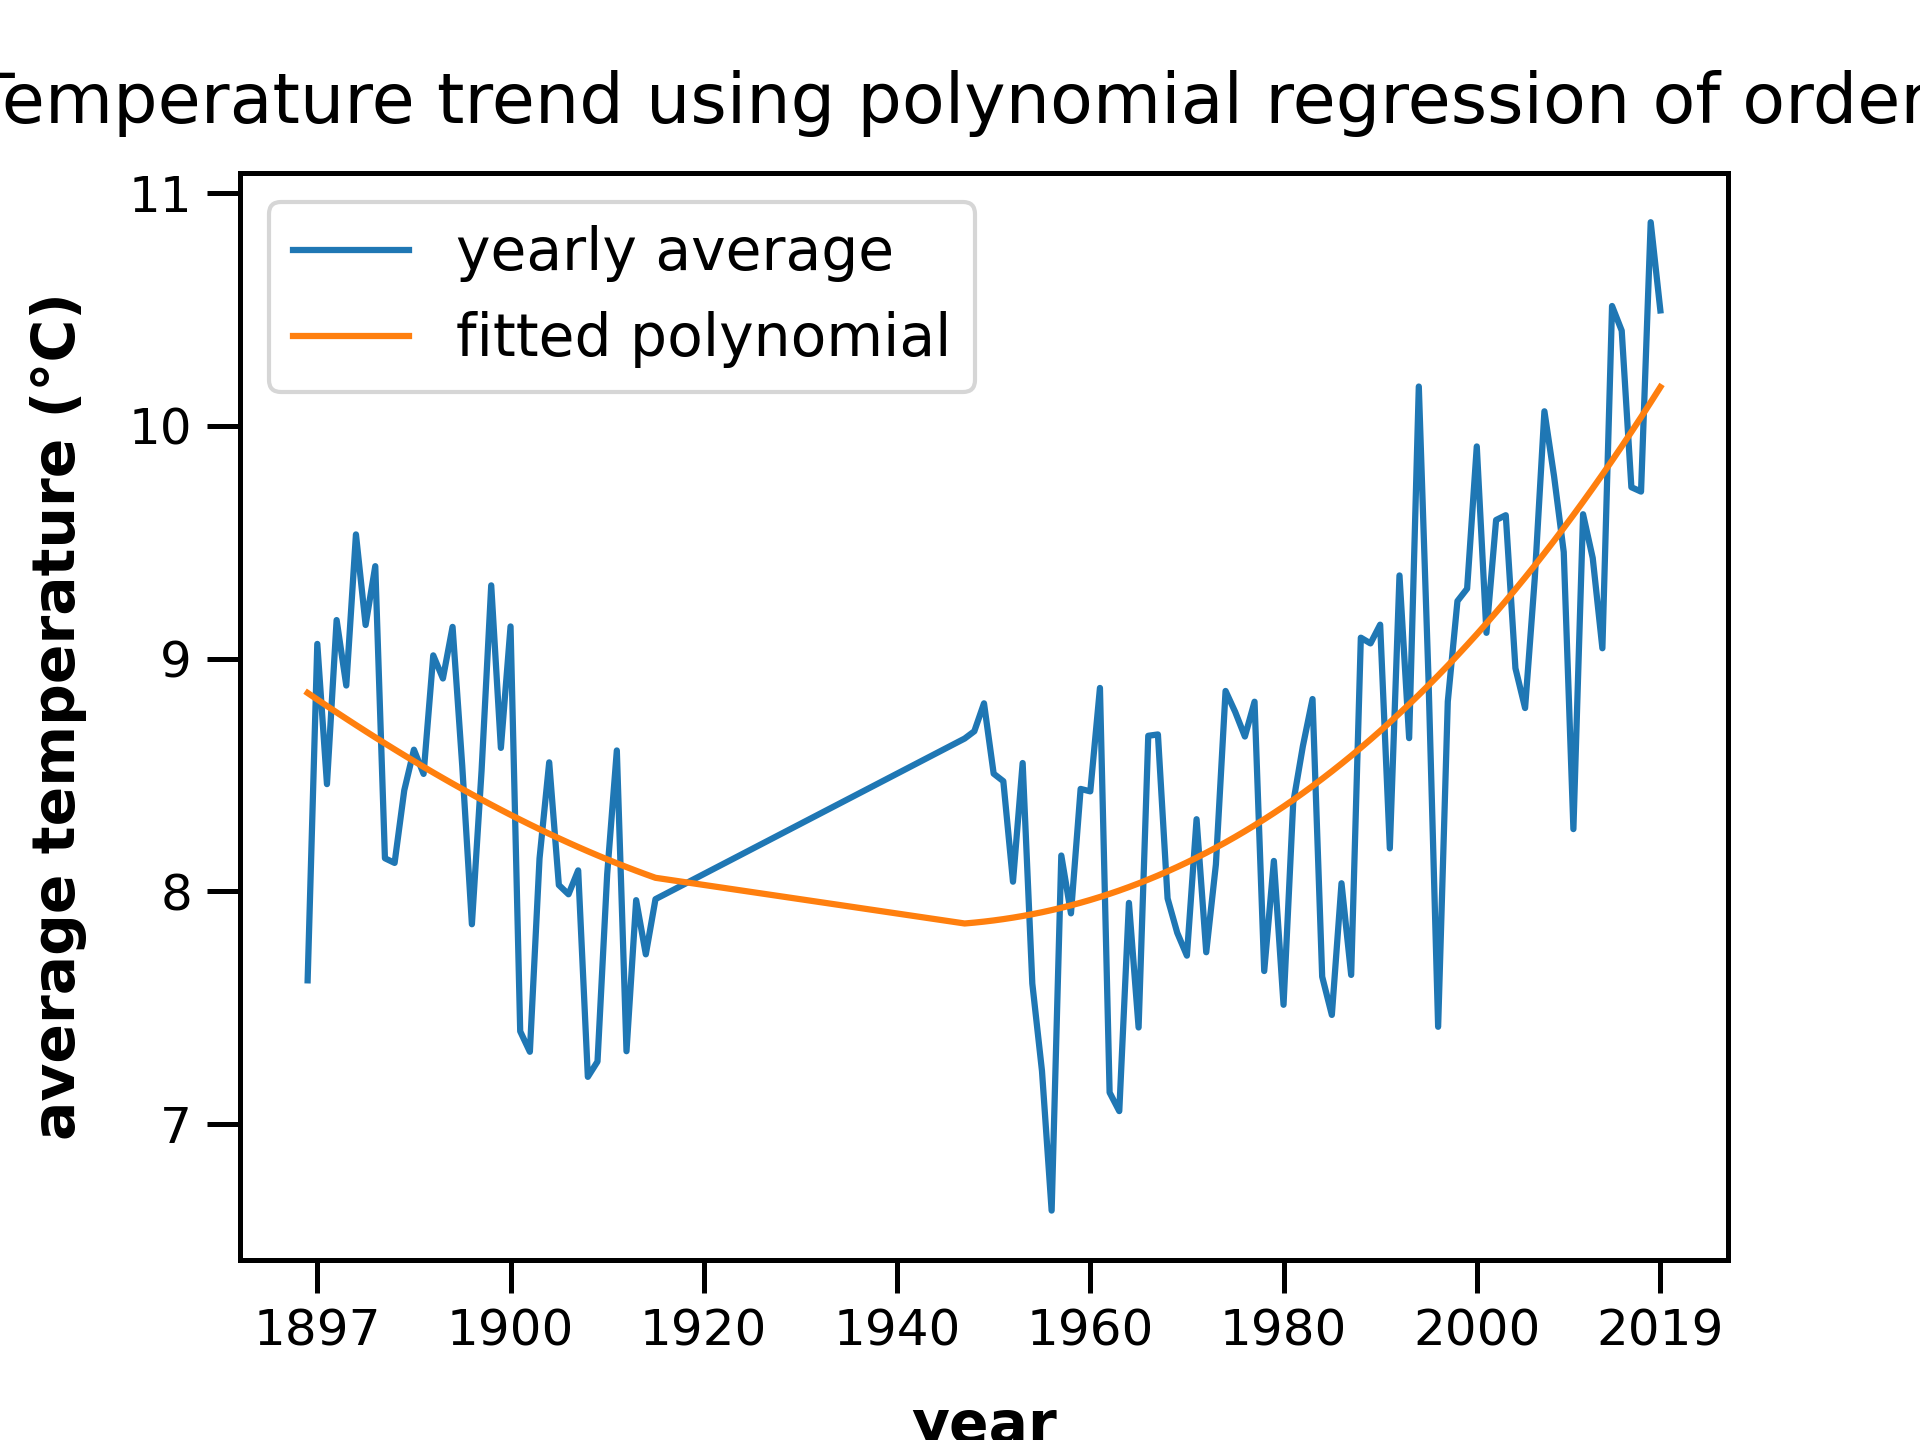 Temperature trend using polynomial regression of order
11
10
9
8
7
yearly average
fitted polynomial
average temperature (°C)
1897 1900 1920 1940 1960 1980 2000 2019
year